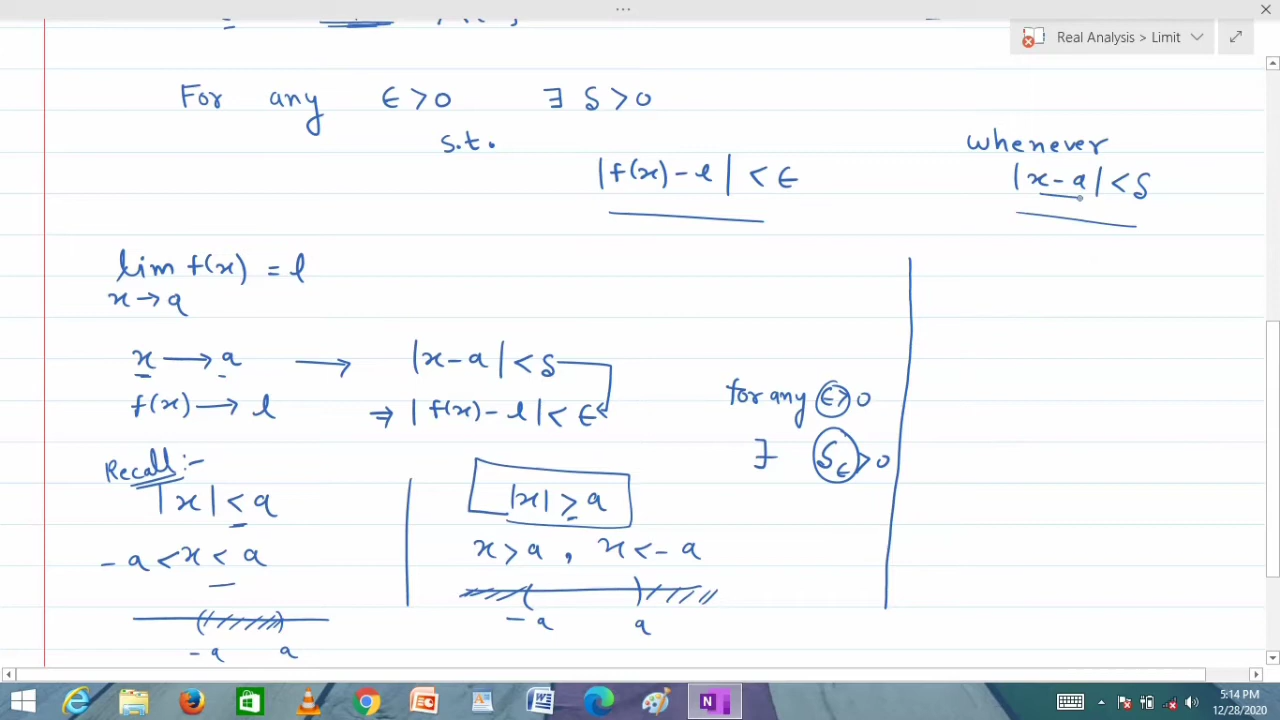 Real Analysis > Limit
For any ϵ > 0 ∃ δ > 0
s.t. whenever
|f(x) - l| < ϵ |x - a| < δ
lim f(x) = l
x → a
x → a → |x - a| < δ
f(x) → l ⇒ |f(x) - l| < ϵ
for any ϵ > 0
∃ δϵ > 0
Recall :-
|x| < a
- a < x < a
-a a
|x| > a
x > a , x < - a
-a a
5:14 PM
12/28/2020